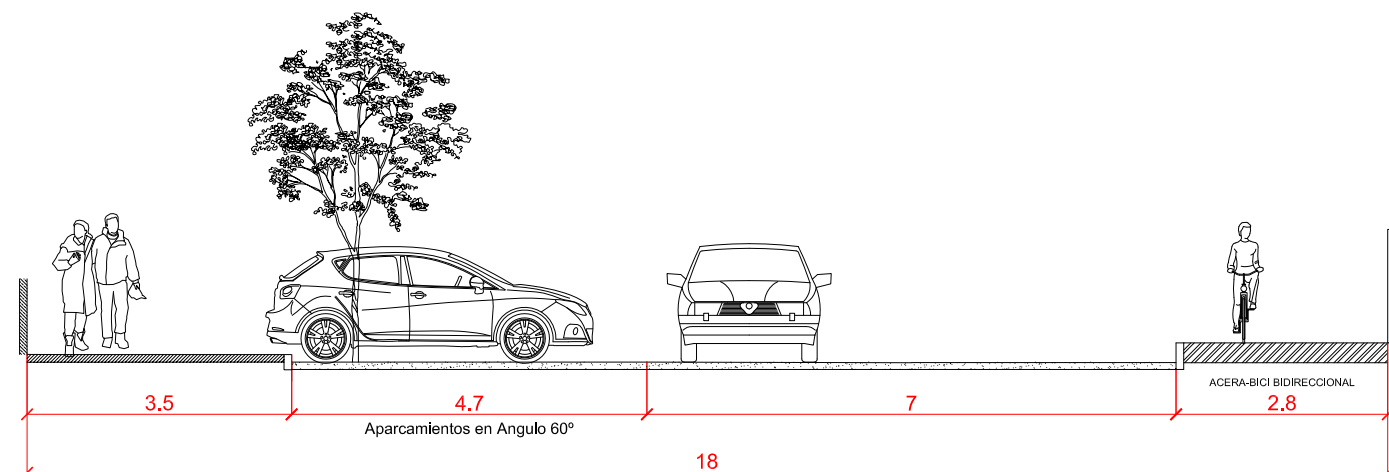 ACERA-BICI BIDIRECCIONAL
3.5
4.7
7
2.8
Aparcamientos en Angulo 60º
18